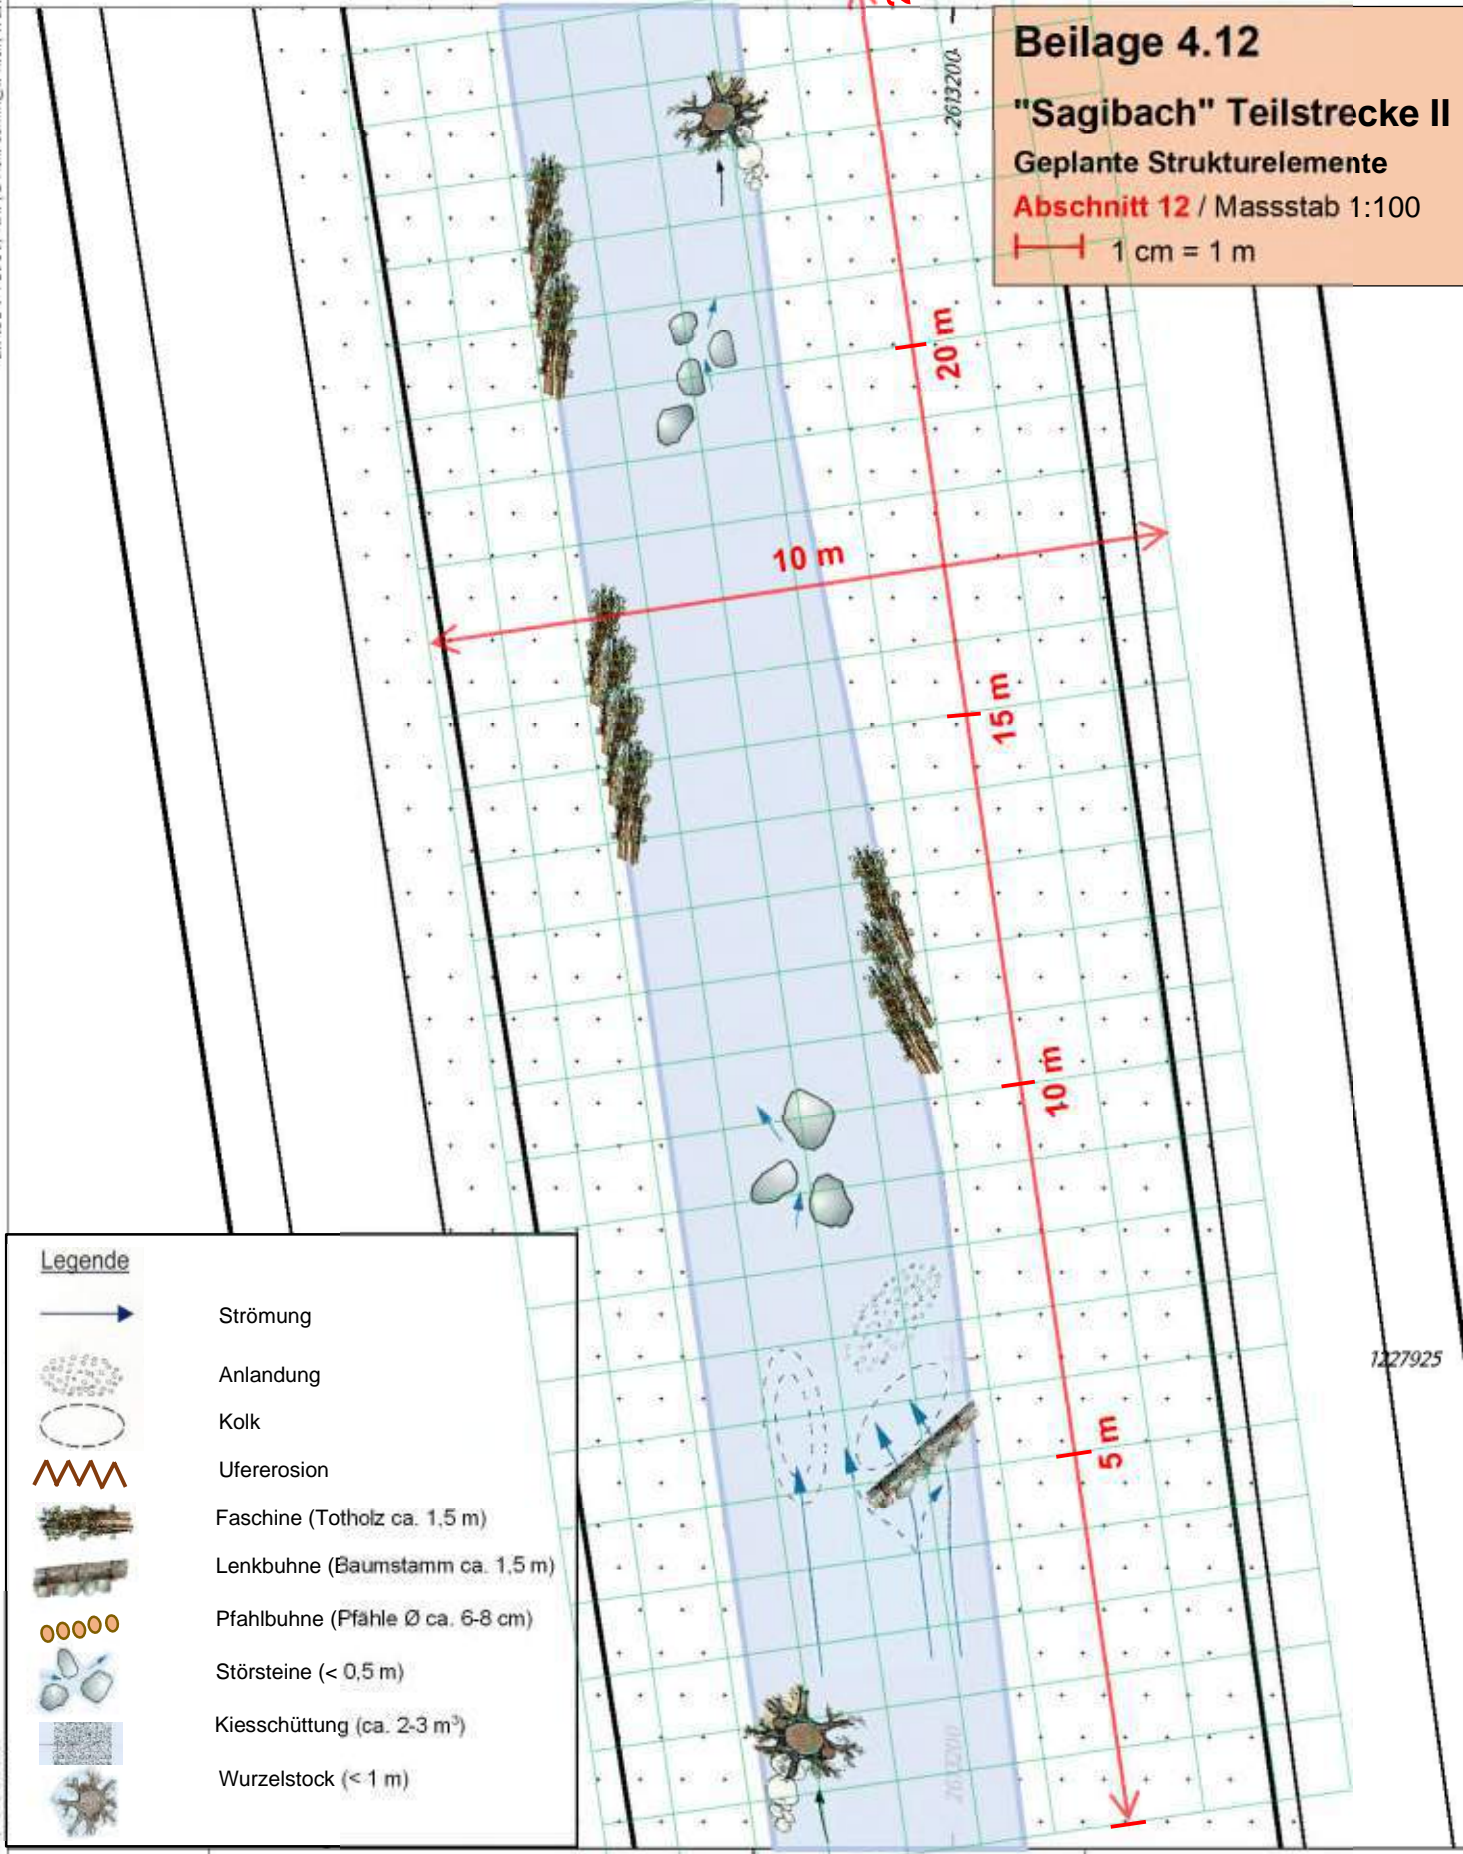 Beilage 4.12
"Sagibach" Teilstrecke II
Geplante Strukturelemente
Abschnitt 12 / Massstab 1:100
1 cm = 1 m
2613200
20 m
10 m
15 m
10 m
5 m
1227925
2613200
Legende
Strömung
Anlandung
Kolk
Ufererosion
Faschine (Totholz ca. 1,5 m)
Lenkbuhne (Baumstamm ca. 1,5 m)
Pfahlbuhne (Pfähle Ø ca. 6-8 cm)
Störsteine (< 0,5 m)
Kiesschüttung (ca. 2-3 m³)
Wurzelstock (< 1 m)